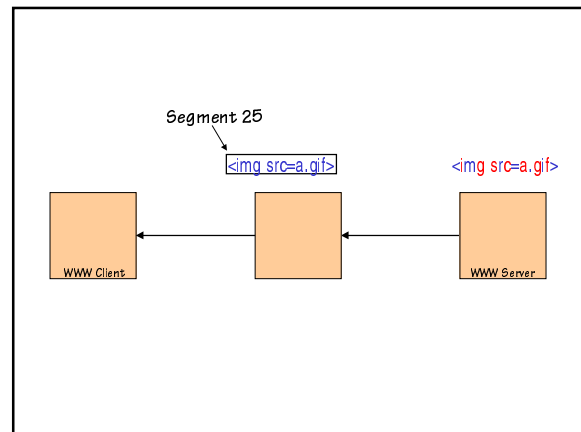 Segment 25
<img src=a.gif>
<img src=a.gif>
WWW Client
WWW Server